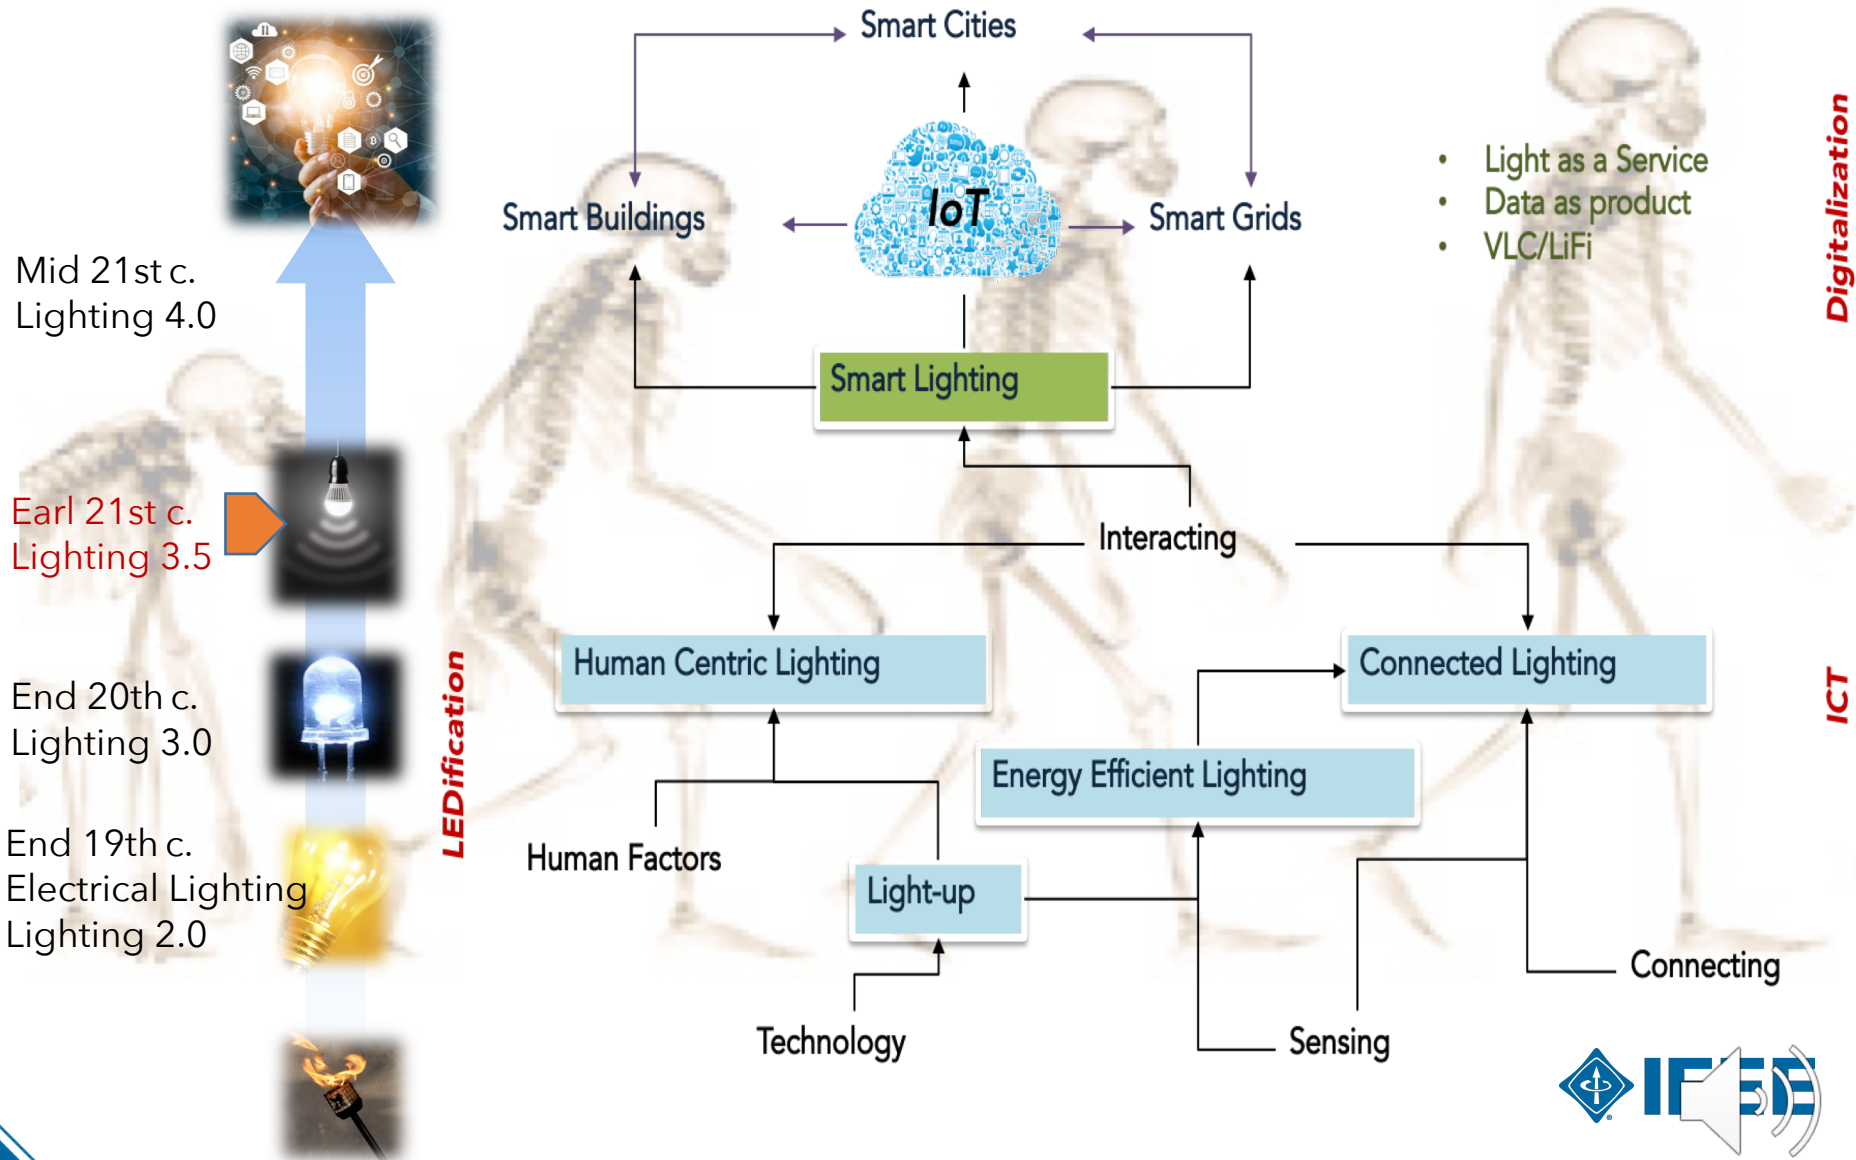 Smart Cities
Smart Buildings
IoT
Smart Grids
Light as a Service
Data as product
VLC/LiFi
Digitalization
Mid 21st c.
Lighting 4.0
Smart Lighting
Earl 21st c.
Lighting 3.5
Interacting
Human Centric Lighting
Connected Lighting
ICT
LEDification
End 20th c.
Lighting 3.0
Energy Efficient Lighting
End 19th c.
Electrical Lighting
Lighting 2.0
Human Factors
Light-up
Connecting
Technology
Sensing
IEEE